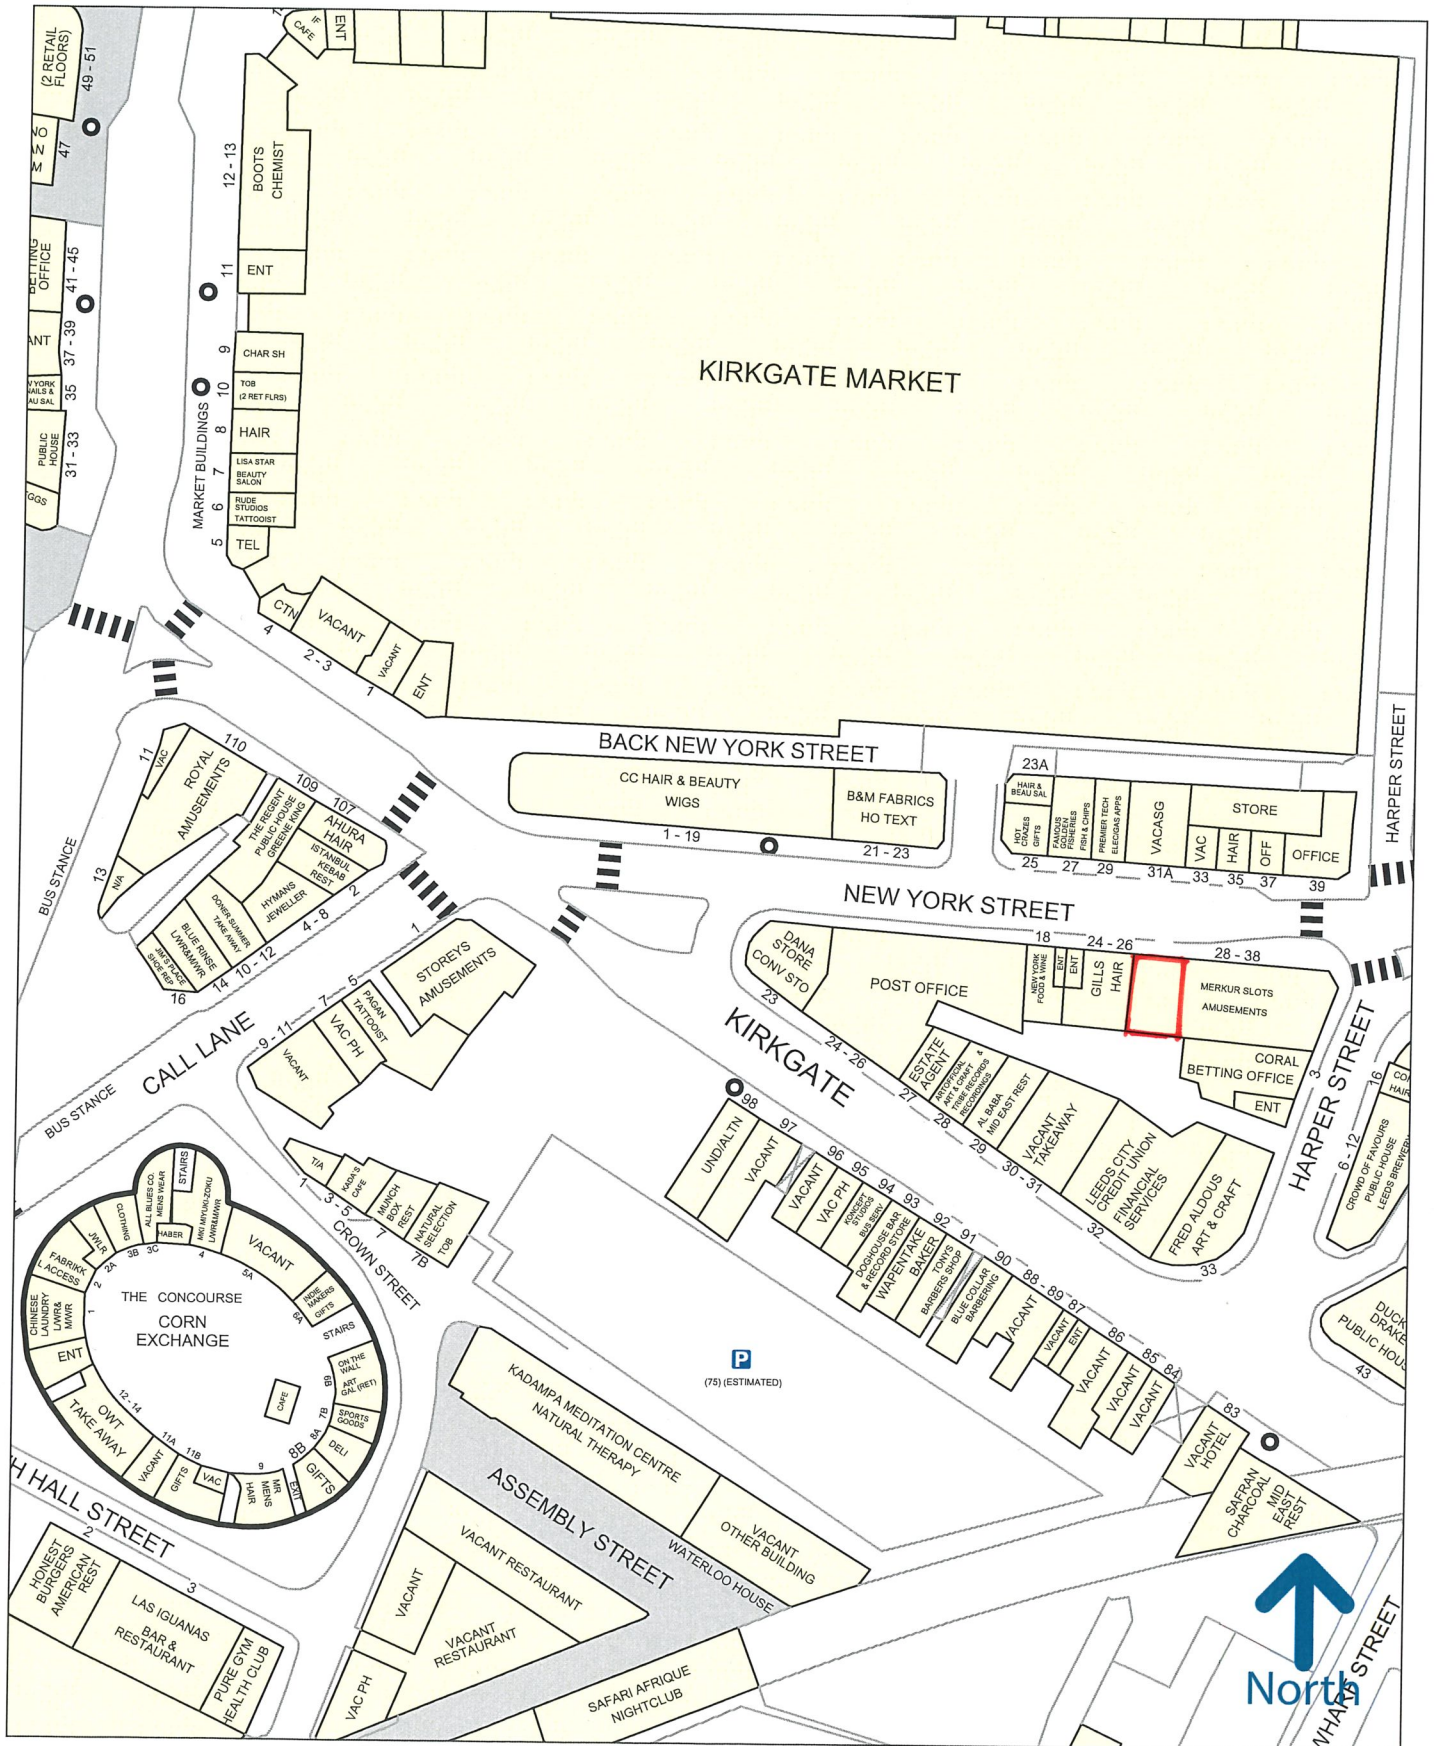 (2 RETAIL
FLOORS)
49 - 51
47
BETTING
OFFICE
41 - 45
37 - 39
35
PUBLIC
HOUSE
31 - 33
CAFE
ENT
BOOTS
CHEMIST
12 - 13
ENT
11
CHAR SH
9
TOB
(2 RET FLRS)
10
HAIR
8
LISA STAR
BEAUTY
SALON
7
RUDE
STUDIOS
TATTOOIST
6
TEL
5
MARKET BUILDINGS
CTN
4
VACANT
2 - 3
VACANT
1
ENT
KIRKGATE MARKET
HARPER STREET
BACK NEW YORK STREET
CC HAIR & BEAUTY
WIGS
1 - 19
B&M FABRICS
HO TEXT
21 - 23
23A
HAIR &
BEAU SAL
HOT
CRAZES
GIFTS
25
FAMOUS
GOLDEN
FISHERIES
FISH & CHIPS
27
PREMIER TECH
ELEC/GAS APPS
29
VACASG
31A
STORE
VAC
33
HAIR
35
OFF
37
OFFICE
39
NEW YORK STREET
11
VAC
110
ROYAL
AMUSEMENTS
109
THE REGENT
PUBLIC HOUSE
GREENE KING
107
AHURA
HAIR
ISTANBUL
KEBAB
REST
2
HYMANS
JEWELLER
4 - 8
DONER SUMMER
TAKE AWAY
10 - 12
BLUE RINSE
L/WR&M/WR
14
JIM'S PLACE
SHOE REP
16
13
N/A
BUS STANCE
DANA
STORE
CONV STO
23
POST OFFICE
24 - 26
18
NEW YORK
FOOD & WINE
ENT
ENT
24 - 26
GILLS
HAIR
28 - 38
MERKUR SLOTS
AMUSEMENTS
CORAL
BETTING OFFICE
3
ENT
HARPER STREET
1
STOREYS
AMUSEMENTS
5
PAGAN
TATTOOIST
7
VAC PH
9 - 11
VACANT
CALL LANE
BUS STANCE
KIRKGATE
ESTATE
AGENT
27
ARTOFFICIAL
ART & CRAFT &
TRIBE RECORDS
RECORDINGS
28
AL BABA
MID EAST REST
29
VACANT
TAKEAWAY
30 - 31
LEEDS CITY
CREDIT UNION
FINANCIAL
SERVICES
32
FRED ALDOUS
ART & CRAFT
33
16
HAIR
6 - 12
CROWD OF FAVOURS
PUBLIC HOUSE
LEEDS BREWERY
98
UND/ALTN
97
VACANT
96
VACANT
95
VAC PH
94
KONCEPT
STUDIOS
BUS SERV
93
DOGHOUSE BAR
& RECORD STORE
92
WAPENTAKE
BAKER
91
TONYS
BARBERS SHOP
90
BLUE COLLAR
BARBERING
88 - 89
VACANT
87
VACANT
ENT
86
VACANT
85
VACANT
84
VACANT
83
VACANT
HOTEL
SAFRAN
CHARCOAL
MID
EAST
REST
PUBLIC HOUS
43
T/A
1
KADA'S
CAFE
3 - 5
MUNCH
BOX
REST
7
NATURAL
SELECTION
TOB
7B
CROWN STREET
THE CONCOURSE
CORN
EXCHANGE
STAIRS
ALL BLUES CO.
MENS WEAR
3C
HABER
MNI MIYUKI-ZOKU
L/WR&M/WR
4
CLOTHING
3B
JWLR
2A
FABRIKK
L ACCESS
2
CHINESE
LAUNDRY
L/WR&
M/WR
1
ENT
VACANT
5A
INDIE
MAKERS
GIFTS
6A
STAIRS
ON THE
WALL
ART
GAL (RET)
6B
SPORTS
GOODS
7B
DELI
8A
GIFTS
8B
EXIT
MR
MENS
HAIR
9
VAC
11B
GIFTS
11A
VACANT
OWT
TAKE AWAY
12 - 14
CAFE
P
(75) (ESTIMATED)
KADAMPA MEDITATION CENTRE
NATURAL THERAPY
VACANT
OTHER BUILDING
WATERLOO HOUSE
ASSEMBLY STREET
VACANT RESTAURANT
VACANT
VACANT
RESTAURANT
VAC PH
SAFARI AFRIQUE
NIGHTCLUB
H HALL STREET
2
HONEST
BURGERS
AMERICAN
REST
3
LAS IGUANAS
BAR &
RESTAURANT
PURE GYM
HEALTH CLUB
North
WHARF STREET